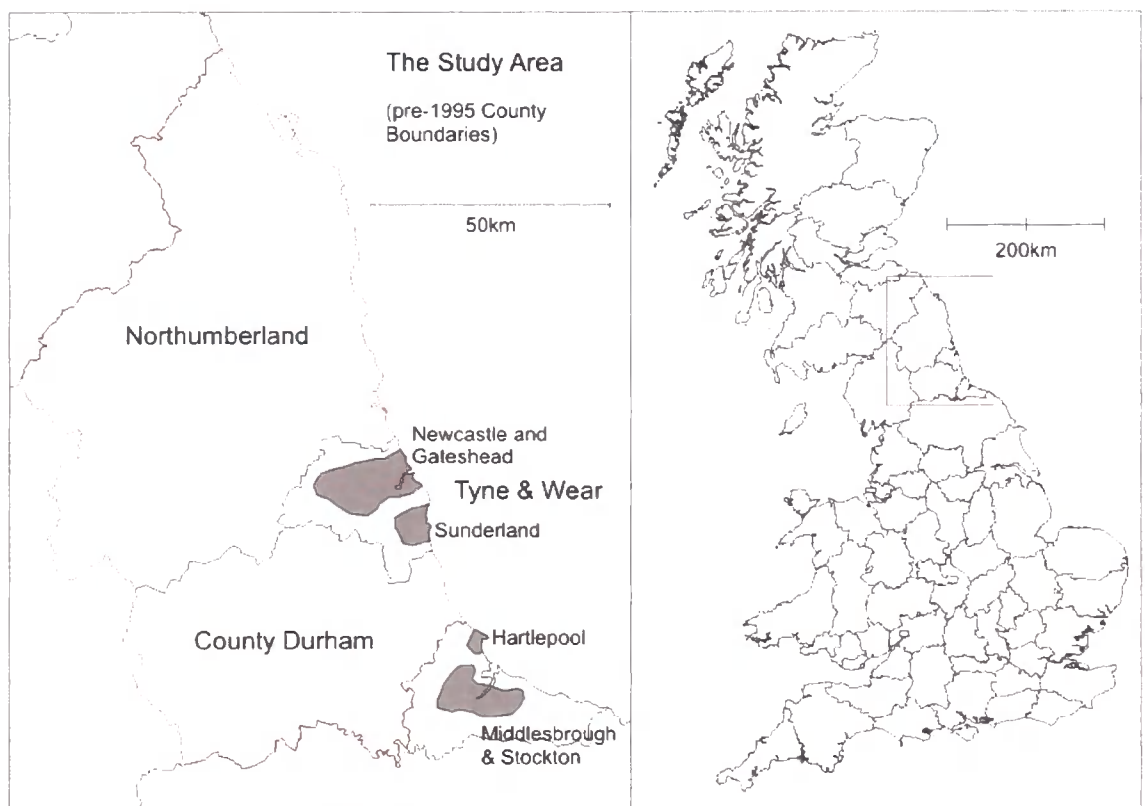 The Study Area
(pre-1995 County
Boundaries)
50km
Northumberland
Newcastle and
Gateshead
Tyne & Wear
Sunderland
County Durham
Hartlepool
Middlesbrough
& Stockton
200km